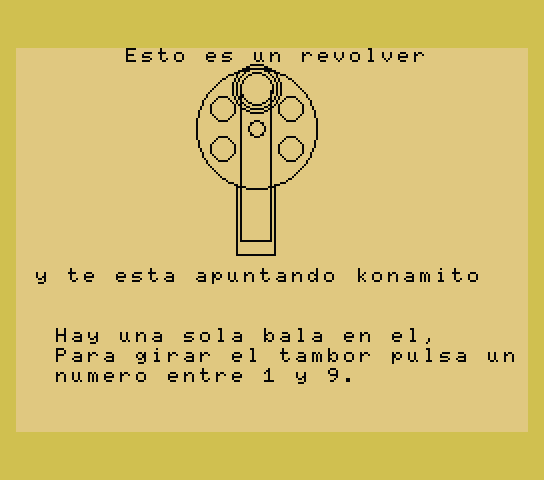 Esto es un revolver
y te esta apuntando konamito
Hay una sola bala en el,
Para girar el tambor pulsa un
numero entre 1 y 9.